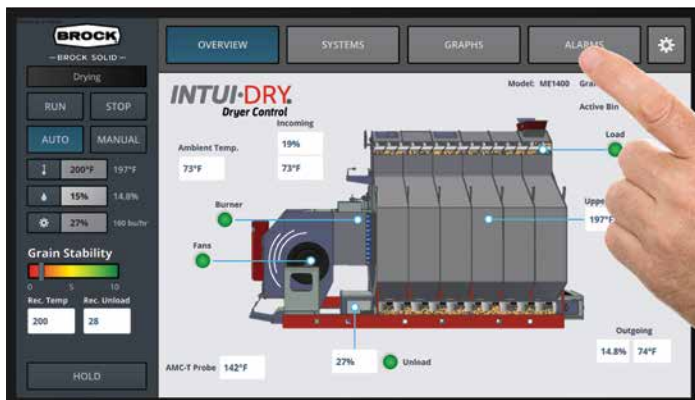 BROCK
— BROCK SOLID —
OVERVIEW
SYSTEMS
GRAPHS
ALARMS
Drying
RUN STOP
AUTO MANUAL
200°F 197°F
15% 14.8%
27% 160 bu/hr
Grain Stability
0 5 10
Rec. Temp Rec. Unload
200 28
HOLD
INTUI-DRY.
Dryer Control
Model: ME1400
Active Bin
Incoming
19%
73°F
Ambient Temp.
73°F
Load
Burner
Fans
197°F
Outgoing
14.8% 74°F
AMC-T Probe 142°F
27% Unload